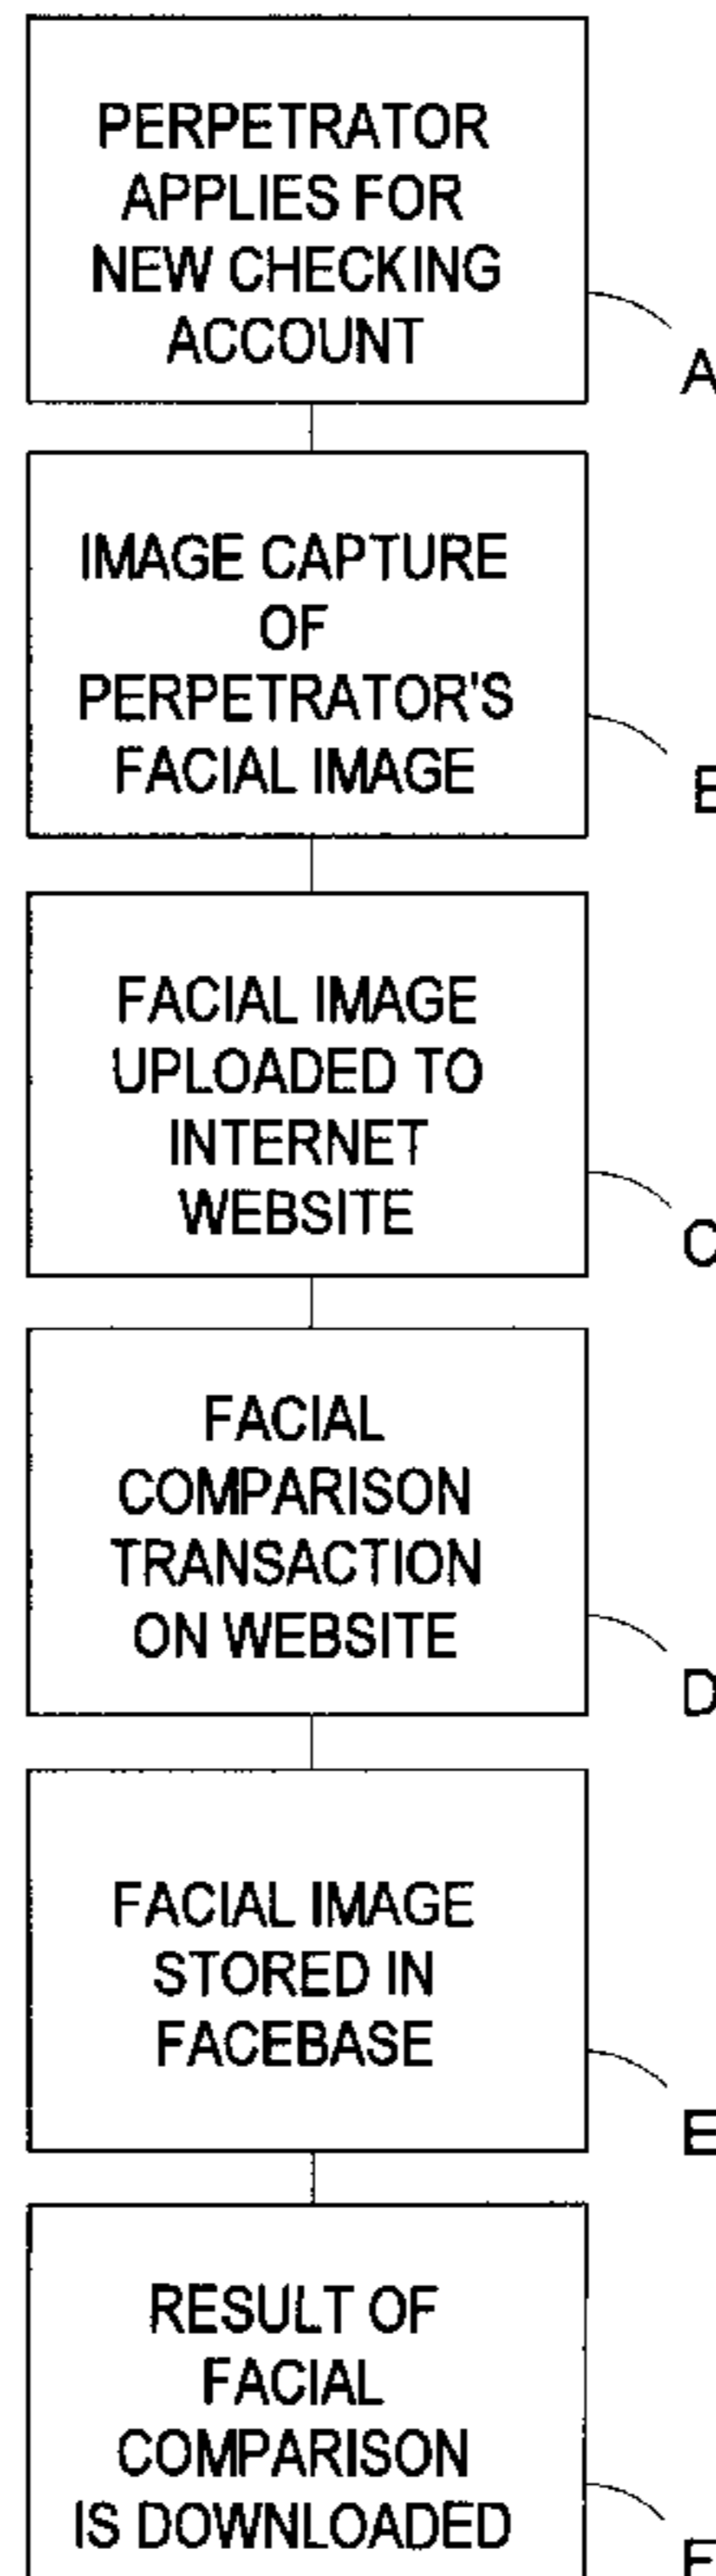 PERPETRATOR
APPLIES FOR
NEW CHECKING
ACCOUNT
A
IMAGE CAPTURE
OF
PERPETRATOR'S
FACIAL IMAGE
FACIAL IMAGE
UPLOADED TO
INTERNET
WEBSITE
C
FACIAL
COMPARISON
TRANSACTION
ON WEBSITE
D
FACIAL IMAGE
STORED IN
FACEBASE
E
RESULT OF
FACIAL
COMPARISON
IS DOWNLOADED